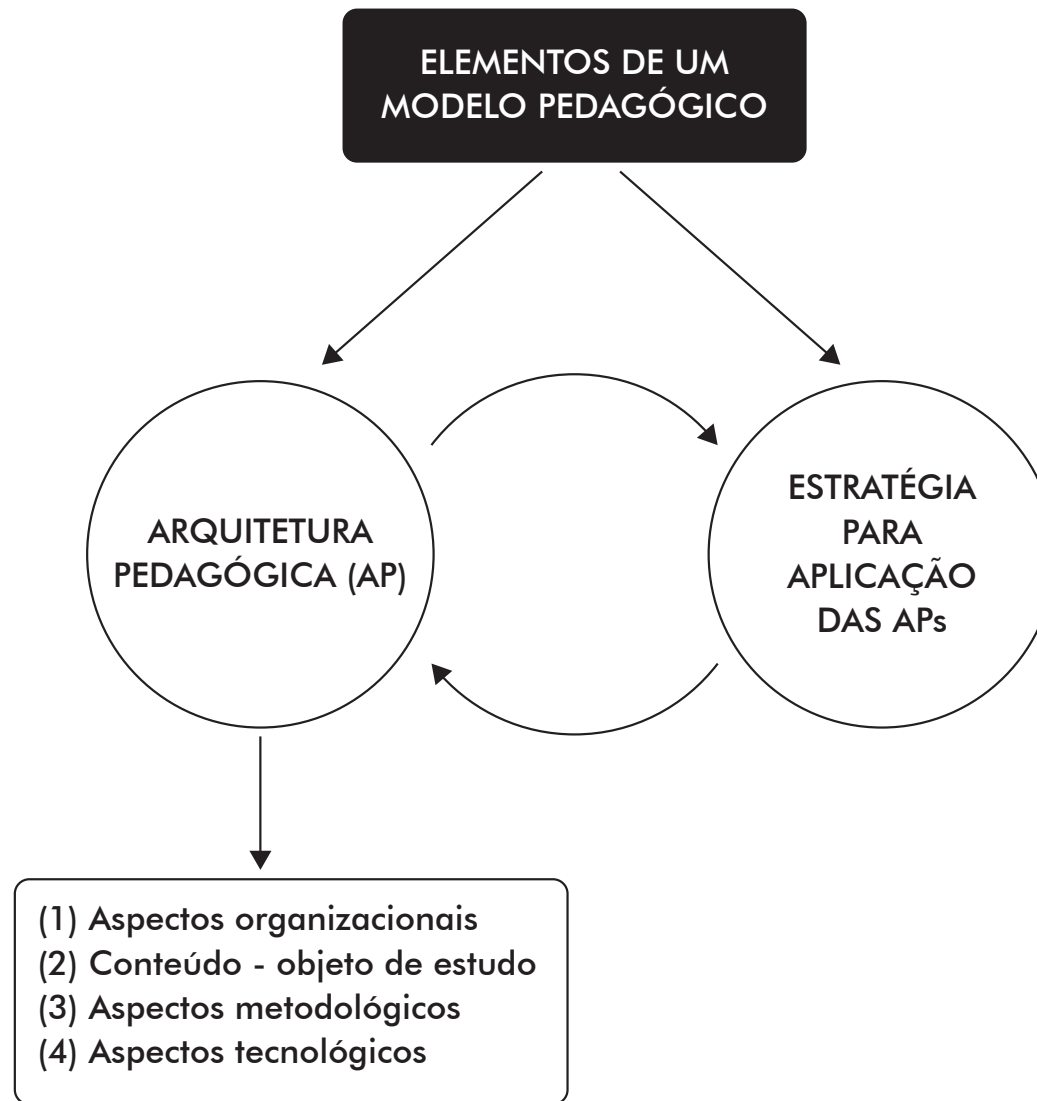 ELEMENTOS DE UM
MODELO PEDAGÓGICO
ARQUITETURA
PEDAGÓGICA (AP)
ESTRATÉGIA
PARA
APLICAÇÃO
DAS APs
(1) Aspectos organizacionais
(2) Conteúdo - objeto de estudo
(3) Aspectos metodológicos
(4) Aspectos tecnológicos